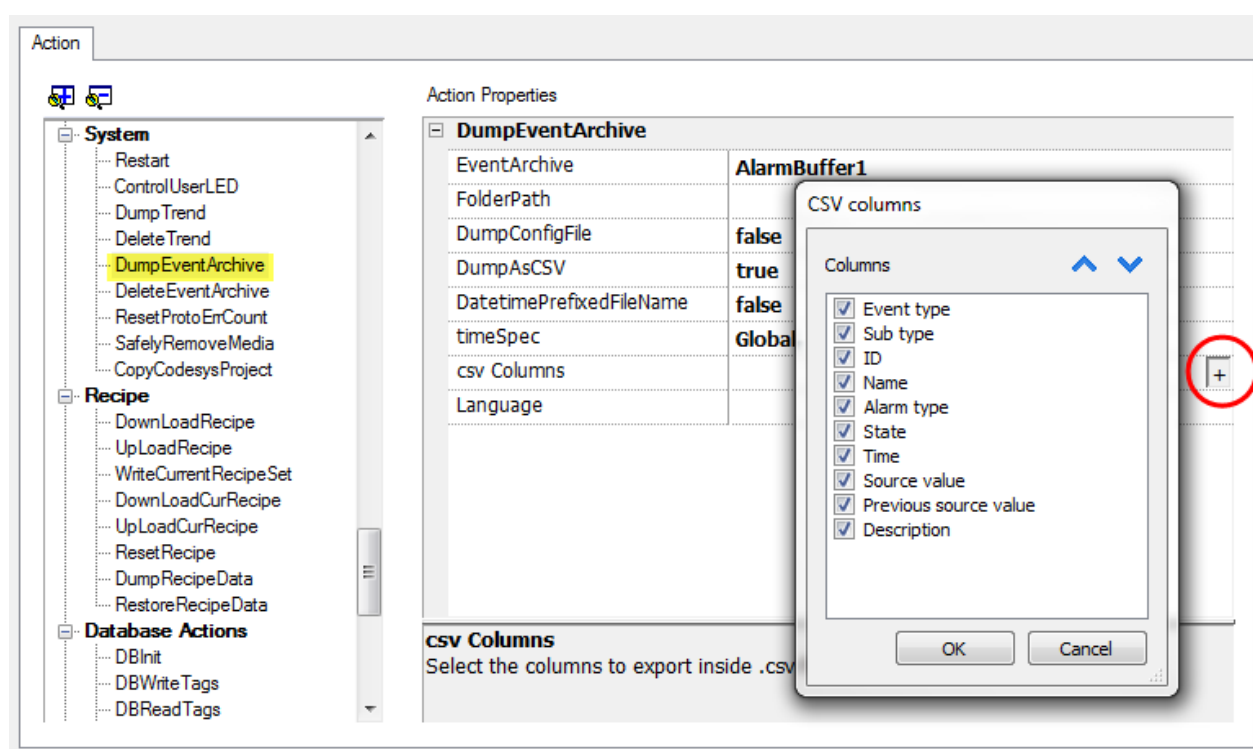 Action
System
Restart
ControlUserLED
DumpTrend
DeleteTrend
DumpEventArchive
DeleteEventArchive
ResetProtoErrCount
SafelyRemoveMedia
CopyCodesysProject
Recipe
DownLoadRecipe
UpLoadRecipe
WriteCurrentRecipeSet
DownLoadCurRecipe
UpLoadCurRecipe
ResetRecipe
DumpRecipeData
RestoreRecipeData
Database Actions
DBInit
DBWriteTags
DBReadTags
Action Properties
DumpEventArchive
EventArchive AlarmBuffer1
FolderPath
DumpConfigFile false
DumpAsCSV true
DatetimePrefixedFileName false
timeSpec Global
csv Columns +
Language
csv Columns
Select the columns to export inside .csv
CSV columns
Columns
Event type
Sub type
ID
Name
Alarm type
State
Time
Source value
Previous source value
Description
OK Cancel